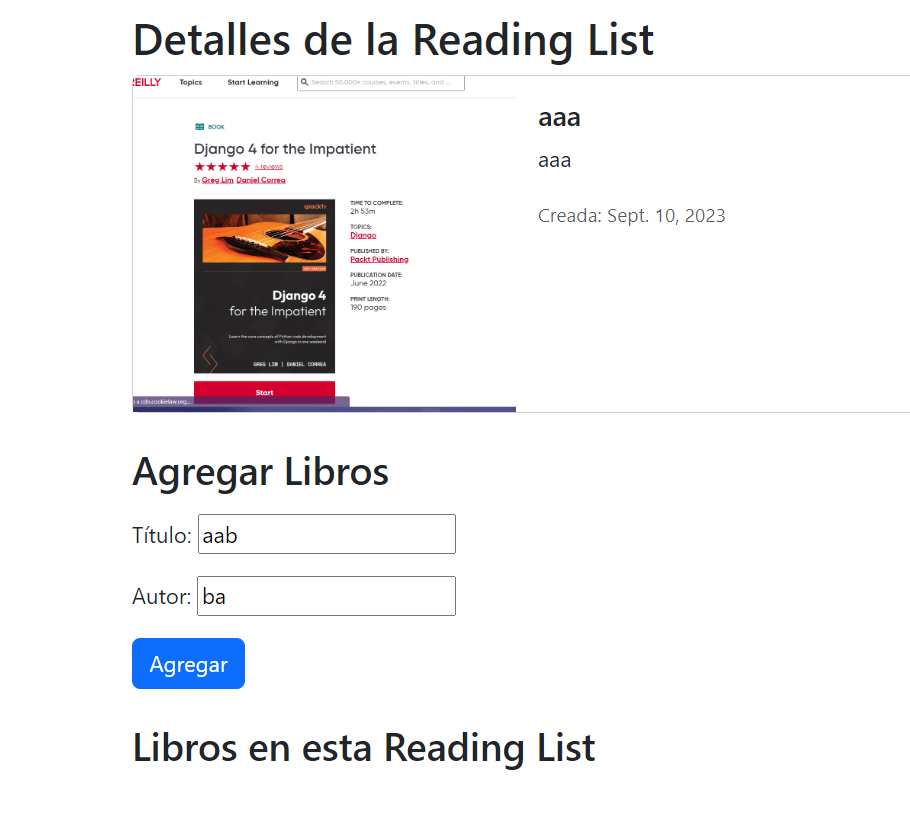 Detalles de la Reading List
REILLY Topics Start Learning Search 50,000+ courses, events, titles, and ...
BOOK
Django 4 for the Impatient
4 reviews
By Greg Lim, Daniel Correa
TIME TO COMPLETE:
2h 53m
TOPICS:
Django
PUBLISHED BY:
Packt Publishing
PUBLICATION DATE:
June 2022
PRINT LENGTH:
190 pages
<packt>
Django 4
for the Impatient
Learn the core concepts of Python web development
with Django in one weekend
GREG LIM | DANIEL CORREA
Start
a cdn.cookielaw.org...
aaa
aaa
Creada: Sept. 10, 2023
Agregar Libros
Título: aab
Autor: ba
Agregar
Libros en esta Reading List